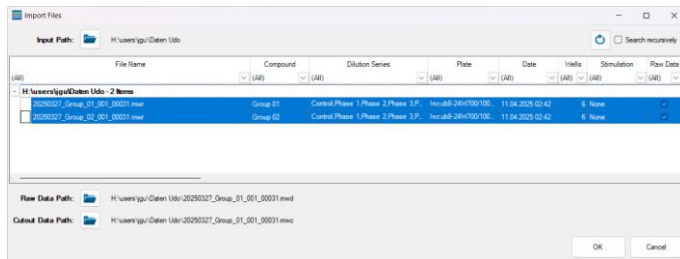 Import Files
Input Path: H:\users\jgu\Daten Udo Search recursively
File Name Compound Dilution Series Plate Date Wells Stimulation Raw Data
(All) (All) (All) (All) (All) (All) (All) (All)
H:\users\jgu\Daten Udo - 2 Items
20250327_Group_01_001_00031.mwr Group 01 Control,Phase 1,Phase 2,Phase 3,P... Incub8-24W700/100... 11.04.2025 02:42 6 None
20250327_Group_02_001_00031.mwr Group 02 Control,Phase 1,Phase 2,Phase 3,P... Incub8-24W700/100... 11.04.2025 02:42 6 None
Raw Data Path: H:\users\jgu\Daten Udo\20250327_Group_01_001_00031.mwd
Cutout Data Path: H:\users\jgu\Daten Udo\20250327_Group_01_001_00031.mwc
OK Cancel